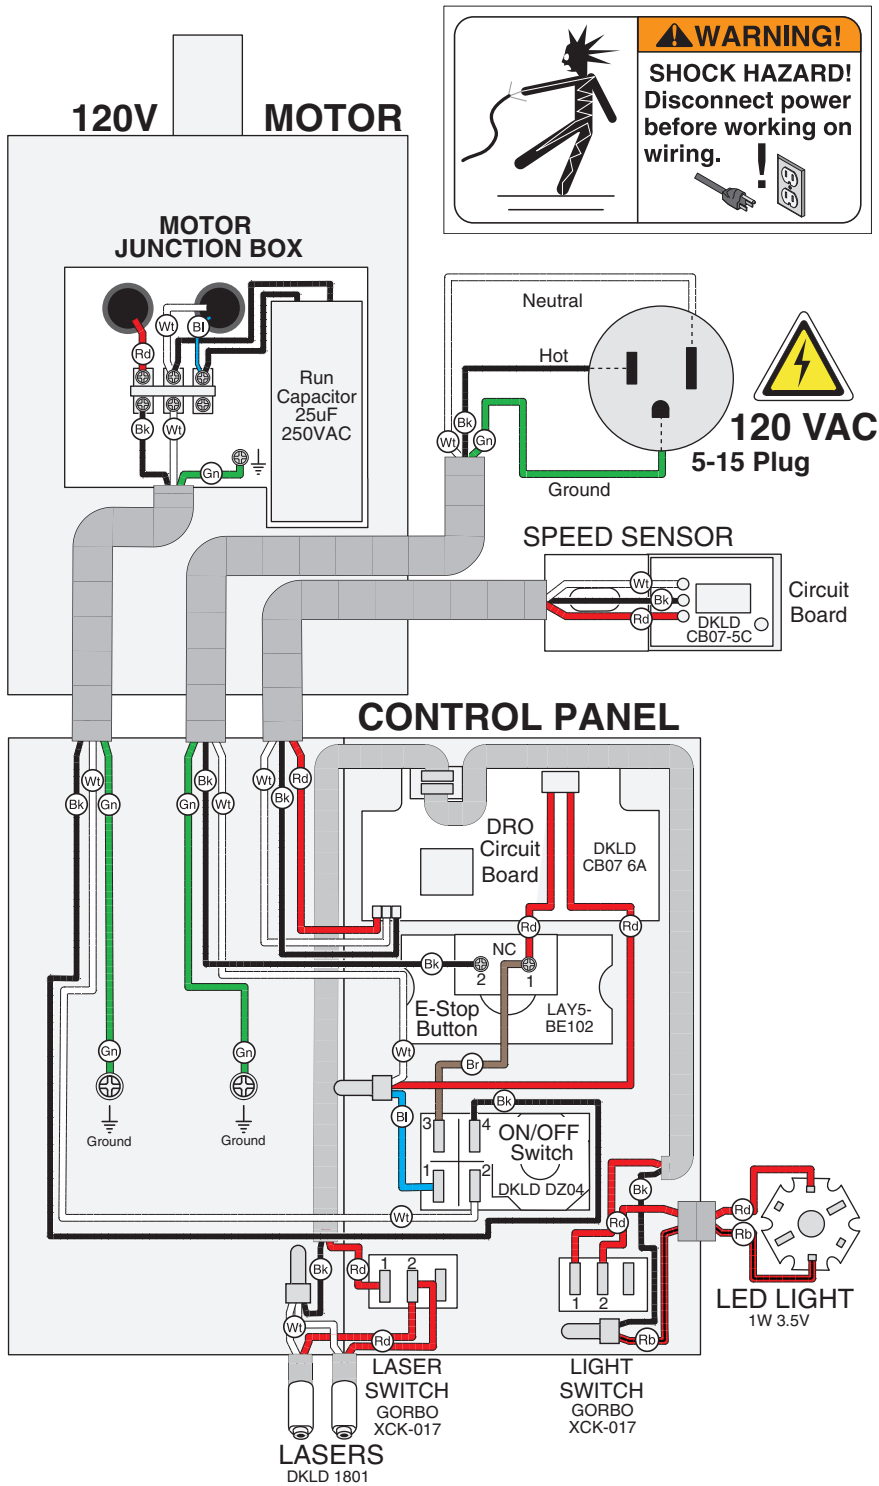 WARNING!
SHOCK HAZARD!
Disconnect power
before working on
wiring.
!
120V
MOTOR
MOTOR
JUNCTION BOX
Wt
Bl
Rd
Bk
Wt
Gn
Run
Capacitor
25uF
250VAC
Neutral
Hot
Bk
Wt
Gn
Ground
120 VAC
5-15 Plug
SPEED SENSOR
Wt
Bk
Rd
DKLD
CB07-5C
Circuit
Board
CONTROL PANEL
Wt
Bk
Gn
Bk
Gn
Wt
Wt
Rd
Bk
DRO
Circuit
Board
DKLD
CB07 6A
Rd
Rd
NC
Bk
2
1
E-Stop
Button
LAY5-
BE102
Gn
Gn
Wt
Br
Ground
Ground
Bl
Bk
3
4
ON/OFF
Switch
1
2
DKLD DZ04
Wt
Bk
Rd
Rd
Rb
Bk
Rd
1
2
1
2
LED LIGHT
1W 3.5V
Wt
Rd
Rb
LASER
SWITCH
GORBO
XCK-017
LIGHT
SWITCH
GORBO
XCK-017
LASERS
DKLD 1801